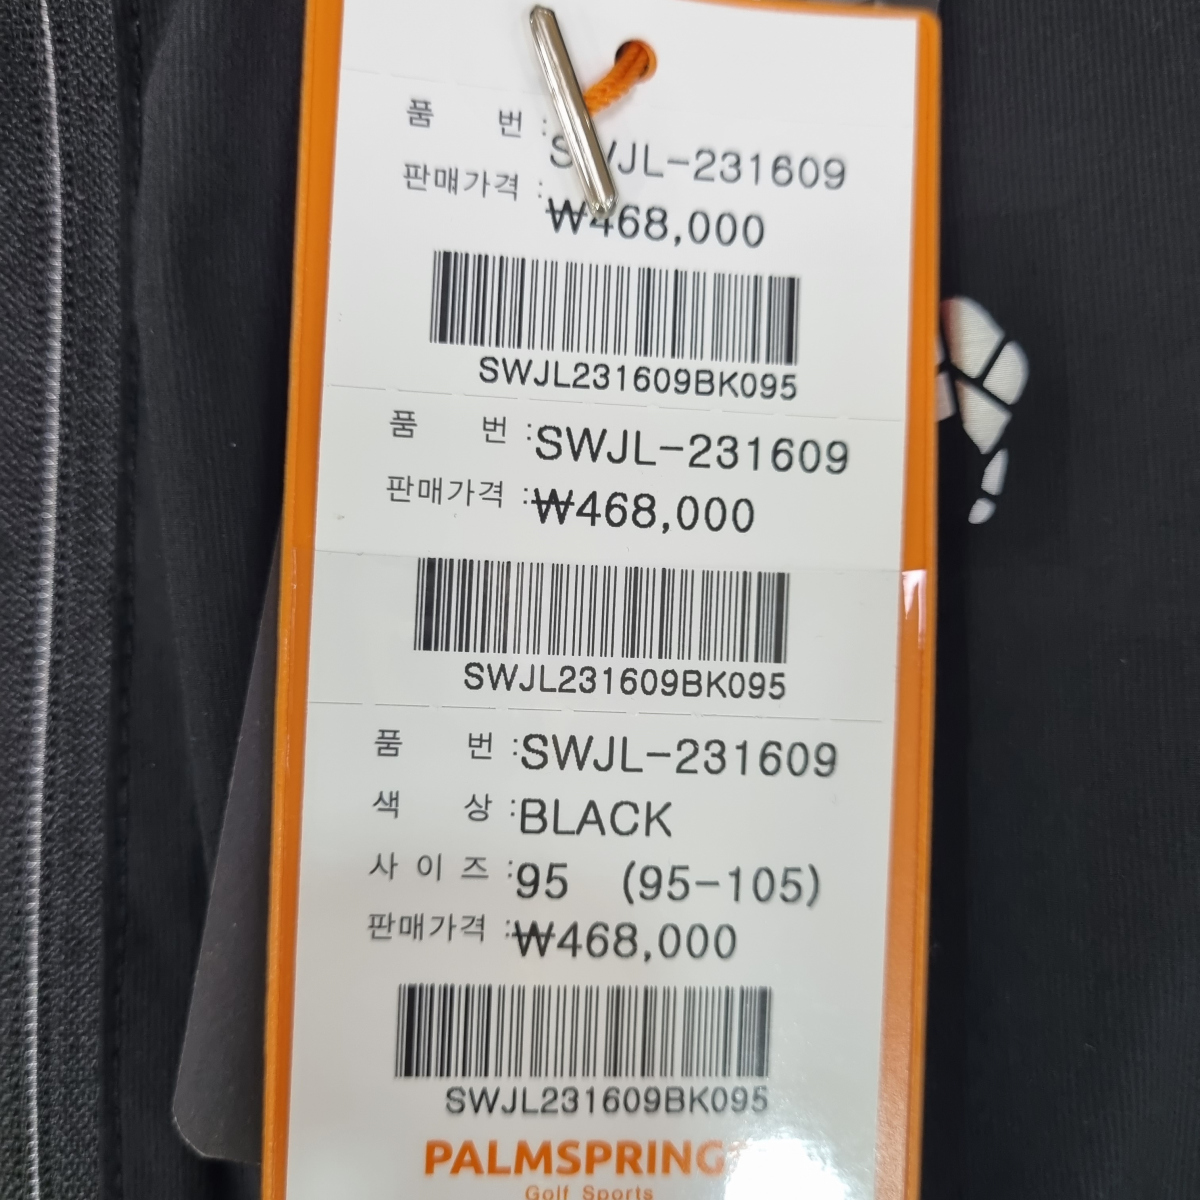 품 번 : SWJL-231609
판매가격 : ₩468,000
SWJL231609BK095
품 번 : SWJL-231609
판매가격 : ₩468,000
SWJL231609BK095
품 번 : SWJL-231609
색 상 : BLACK
사 이 즈 : 95 (95-105)
판매가격 : ₩468,000
SWJL231609BK095
PALMSPRING
Golf Sports